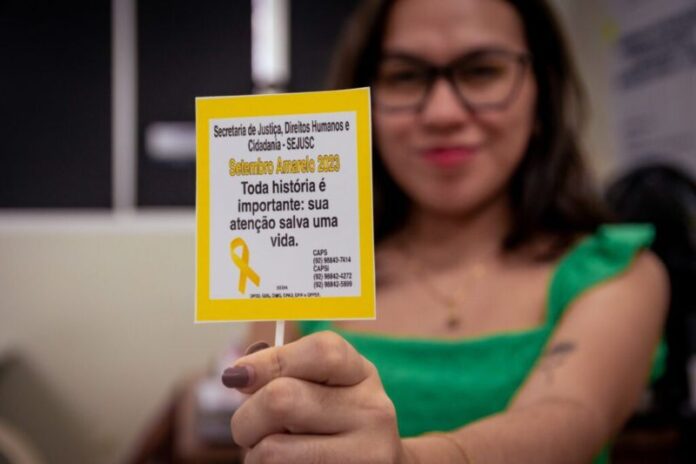 Secretaria de Justiça, Direitos Humanos e
Cidadania - SEJUSC
Setembro Amarelo 2023
Toda história é
importante: sua
atenção salva uma
vida.
CAPS
(92) 98843-7414
CAPSi
(92) 98842-4272
(92) 98842-5899